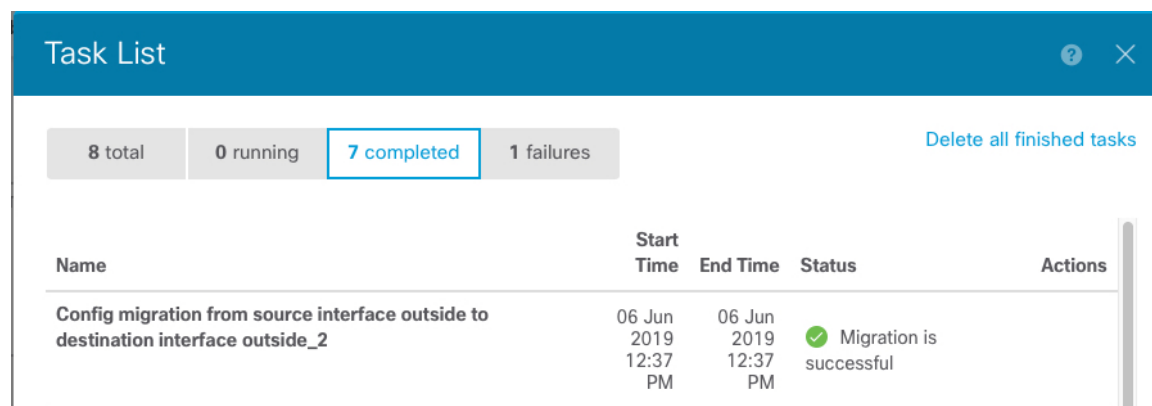 Task List
8 total 0 running 7 completed 1 failures Delete all finished tasks
Start
Name Time End Time Status Actions
Config migration from source interface outside to
destination interface outside_2
06 Jun 06 Jun
2019 2019 Migration is
12:37 12:37 successful
PM PM